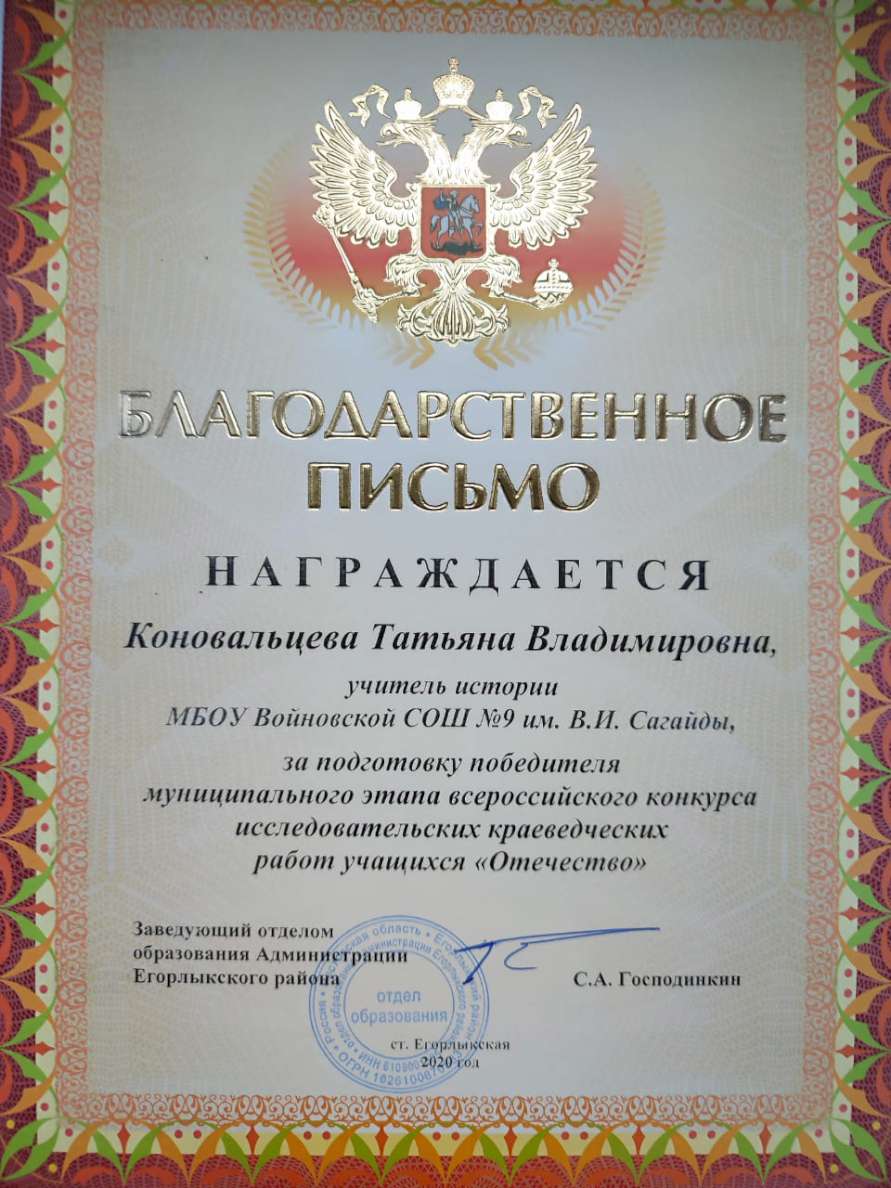 БЛАГОДАРСТВЕННОЕ
ПИСЬМО
НАГРАЖДАЕТСЯ
Коновальцева Татьяна Владимировна,
учитель истории
МБОУ Войновской СОШ №9 им. В.И. Сагайды,
за подготовку победителя
муниципального этапа всероссийского конкурса
исследовательских краеведческих
работ учащихся «Отечество»
Заведующий отделом
образования Администрации
Егорлыкского района
С.А. Господинкин
отдел
образования
ст. Егорлыкская
2020 год